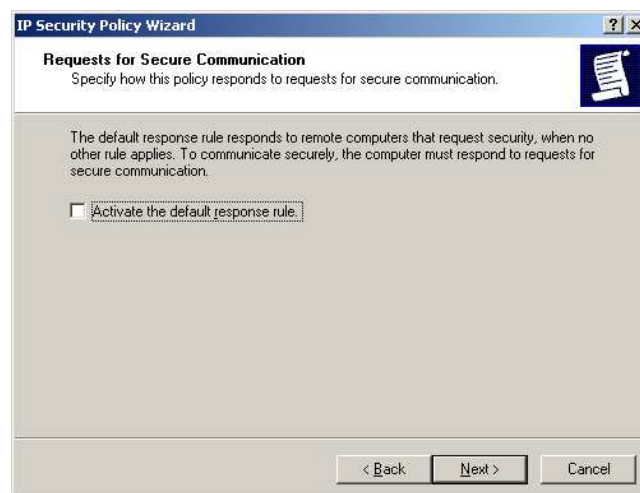 IP Security Policy Wizard
Requests for Secure Communication
Specify how this policy responds to requests for secure communication.
The default response rule responds to remote computers that request security, when no
other rule applies. To communicate securely, the computer must respond to requests for
secure communication.
Activate the default response rule.
< Back
Next >
Cancel